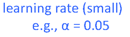 learning rate (small)
e.g., α = 0.05